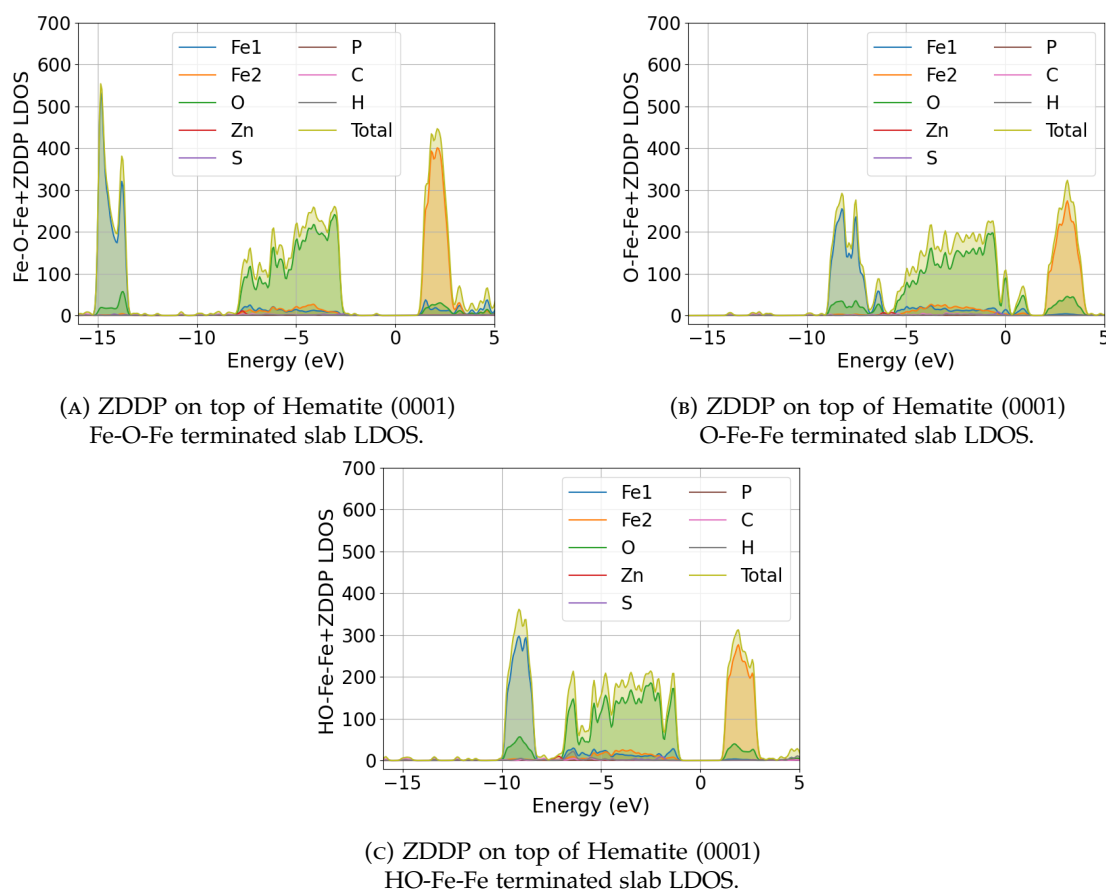 700
600
500
400
300
200
100
0
Fe-O-Fe+ZDDP LDOS
Fe1
Fe2
O
Zn
S
P
C
H
Total
−15
−10
−5
0
5
Energy (eV)
(A) ZDDP on top of Hematite (0001)
Fe-O-Fe terminated slab LDOS.
700
600
500
400
300
200
100
0
O-Fe-Fe+ZDDP LDOS
Fe1
Fe2
O
Zn
S
P
C
H
Total
−15
−10
−5
0
5
Energy (eV)
(B) ZDDP on top of Hematite (0001)
O-Fe-Fe terminated slab LDOS.
700
600
500
400
300
200
100
0
HO-Fe-Fe+ZDDP LDOS
Fe1
Fe2
O
Zn
S
P
C
H
Total
−15
−10
−5
0
5
Energy (eV)
(C) ZDDP on top of Hematite (0001)
HO-Fe-Fe terminated slab LDOS.